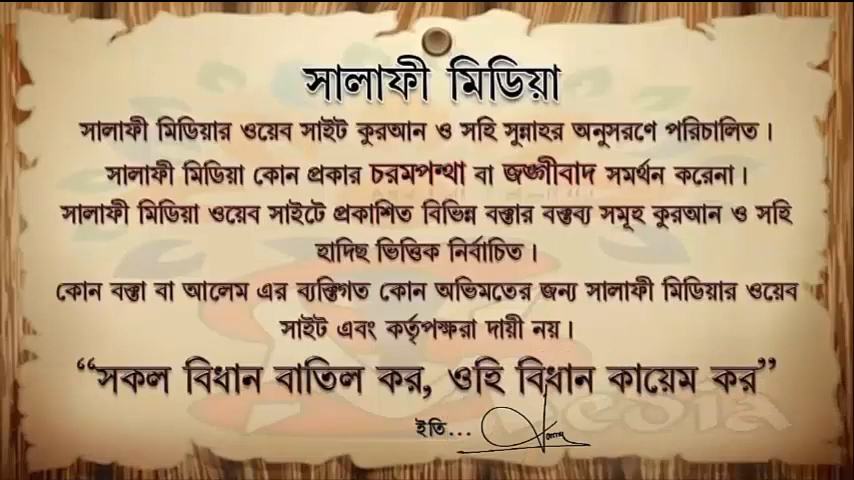 সালাফী মিডিয়া
সালাফী মিডিয়ার ওয়েব সাইট কুরআন ও সহি সুন্নাহর অনুসরণে পরিচালিত।
সালাফী মিডিয়া কোন প্রকার চরমপন্থা বা জঙ্গীবাদ সমর্থন করেনা।
সালাফী মিডিয়া ওয়েব সাইটে প্রকাশিত বিভিন্ন বক্তার বক্তব্য সমূহ কুরআন ও সহি
হাদিছ ভিত্তিক নির্বাচিত।
কোন বক্তা বা আলেম এর ব্যক্তিগত কোন অভিমতের জন্য সালাফী মিডিয়ার ওয়েব
সাইট এবং কর্তৃপক্ষরা দায়ী নয়।
“সকল বিধান বাতিল কর, ওহি বিধান কায়েম কর”
media
ইতি...